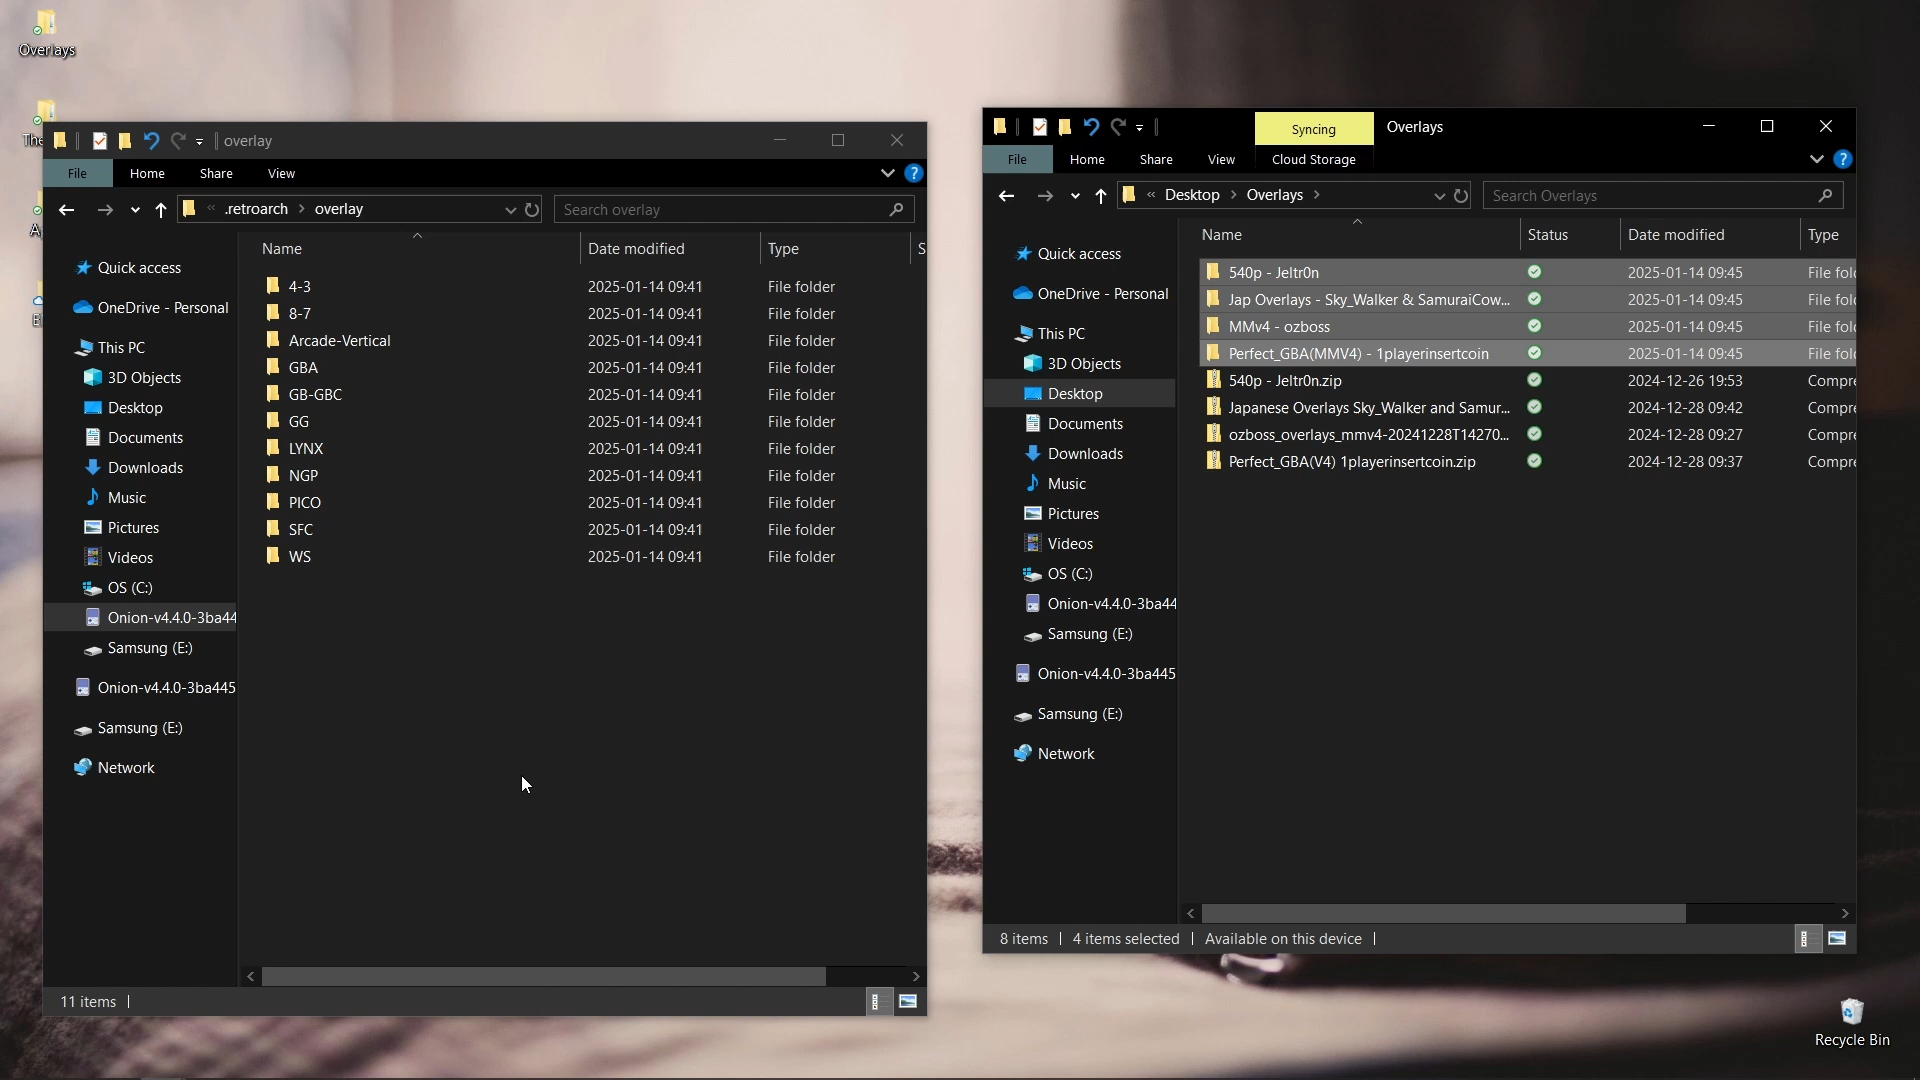 Overlays
overlay
File
Home
Share
View
?
«
.retroarch > overlay
Search overlay
Name
Date modified
Type
Quick access
OneDrive - Personal
This PC
3D Objects
Desktop
Documents
Downloads
Music
Pictures
Videos
OS (C:)
Onion-v4.4.0-3ba44
Samsung (E:)
Onion-v4.4.0-3ba445
Samsung (E:)
Network
4-3 2025-01-14 09:41 File folder
8-7 2025-01-14 09:41 File folder
Arcade-Vertical 2025-01-14 09:41 File folder
GBA 2025-01-14 09:41 File folder
GB-GBC 2025-01-14 09:41 File folder
GG 2025-01-14 09:41 File folder
LYNX 2025-01-14 09:41 File folder
NGP 2025-01-14 09:41 File folder
PICO 2025-01-14 09:41 File folder
SFC 2025-01-14 09:41 File folder
WS 2025-01-14 09:41 File folder
11 items
Syncing
Overlays
File
Home
Share
View
Cloud Storage
?
« Desktop > Overlays >
Search Overlays
Name
Status
Date modified
Type
Quick access
OneDrive - Personal
This PC
3D Objects
Desktop
Documents
Downloads
Music
Pictures
Videos
OS (C:)
Onion-v4.4.0-3ba44
Samsung (E:)
Onion-v4.4.0-3ba445
Samsung (E:)
Network
540p - Jeltr0n 2025-01-14 09:45 File fol
Jap Overlays - Sky_Walker & SamuraiCow... 2025-01-14 09:45 File fol
MMv4 - ozboss 2025-01-14 09:45 File fol
Perfect_GBA(MMV4) - 1playerinsertcoin 2025-01-14 09:45 File fol
540p - Jeltr0n.zip 2024-12-26 19:53 Compre
Japanese Overlays Sky_Walker and Samur... 2024-12-28 09:42 Compre
ozboss_overlays_mmv4-20241228T14270... 2024-12-28 09:27 Compre
Perfect_GBA(V4) 1playerinsertcoin.zip 2024-12-28 09:37 Compre
8 items
4 items selected
Available on this device
Recycle Bin